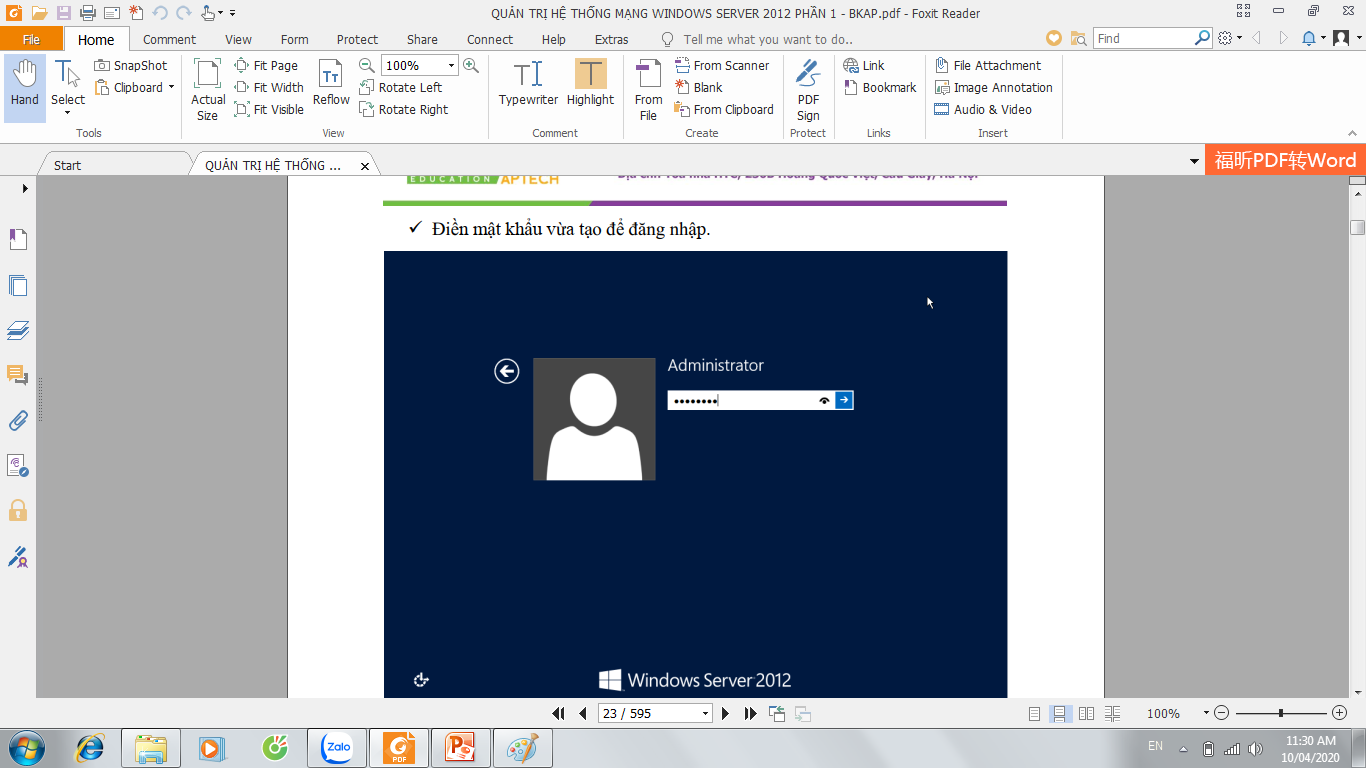 QUẢN TRỊ HỆ THỐNG MẠNG WINDOWS SERVER 2012 PHẦN 1 - BKAP.pdf - Foxit Reader
File Home Comment View Form Protect Share Connect Help Extras Tell me what you want to do.. Find
Hand
Select
SnapShot
Clipboard
Tools
Actual Size
Fit Page
Fit Width
Fit Visible
Reflow
100%
Rotate Left
Rotate Right
View
Typewriter
Highlight
Comment
From File
From Scanner
Blank
From Clipboard
Create
PDF Sign
Protect
Link
Bookmark
Links
File Attachment
Image Annotation
Audio & Video
Insert
Start
QUẢN TRỊ HỆ THỐNG ...
福昕PDF转Word
EDUCATION APTECH
✓ Điền mật khẩu vừa tạo để đăng nhập.
Administrator
Windows Server 2012
23 / 595
100%
Zalo
PDF
EN
11:30 AM
10/04/2020